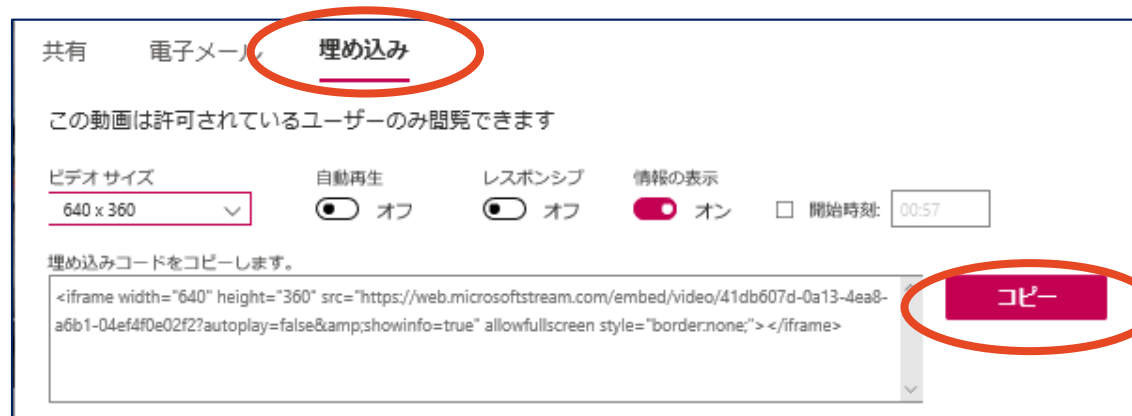 共有 電子メール 埋め込み
この動画は許可されているユーザーのみ閲覧できます
ビデオ サイズ 自動再生 レスポンシブ 情報の表示
640 x 360 オフ オフ オン 開始時刻: 00:57
埋め込みコードをコピーします。
<iframe width="640" height="360" src="https://web.microsoftstream.com/embed/video/41db607d-0a13-4ea8-
a6b1-04ef4f0e02f2?autoplay=false&amp;showinfo=true" allowfullscreen style="border:none;"></iframe>
コピー